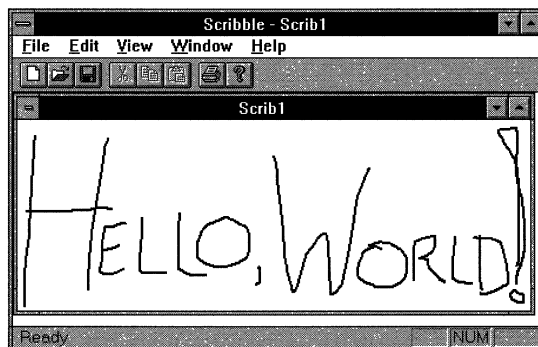 Scribble - Scrib1
File Edit View Window Help
Scrib1
HELLO, WORLD!
Ready NUM